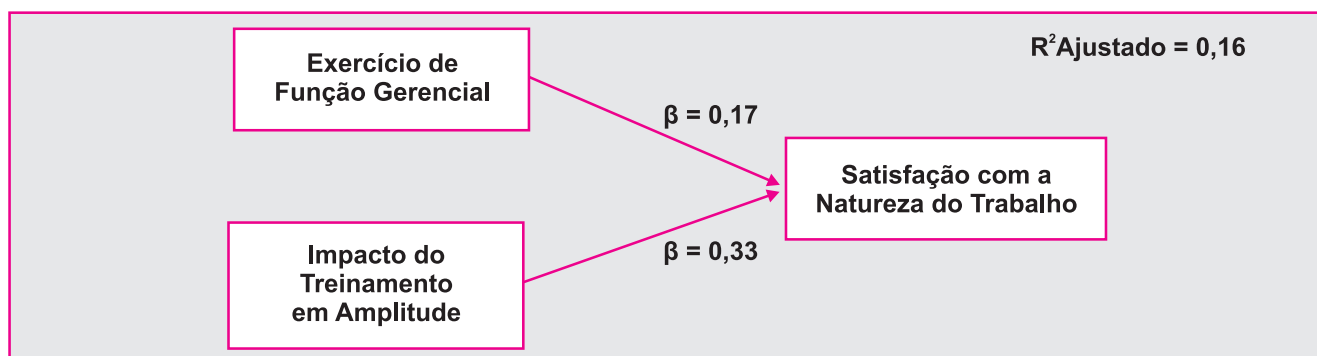 Exercício de
Função Gerencial
R²Ajustado = 0,16
β = 0,17
Satisfação com a
Natureza do Trabalho
Impacto do
Treinamento
em Amplitude
β = 0,33